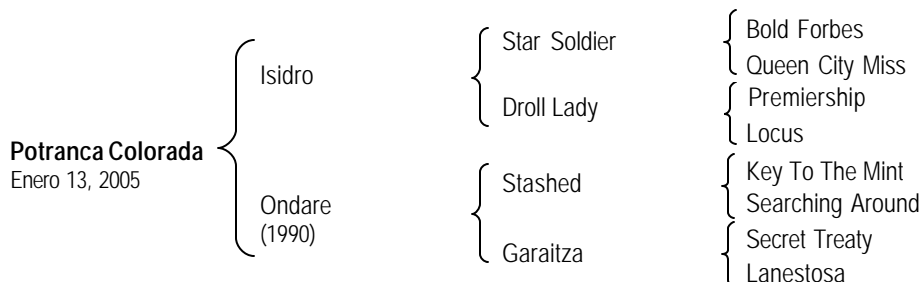 Potranca Colorada
Enero 13, 2005
Isidro
Ondare
(1990)
Star Soldier
Droll Lady
Stashed
Garaitza
Bold Forbes
Queen City Miss
Premiership
Locus
Key To The Mint
Searching Around
Secret Treaty
Lanestosa